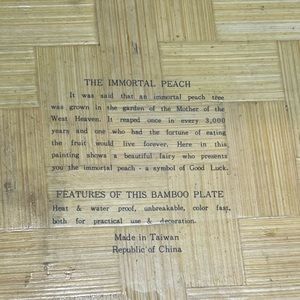 THE IMMORTAL PEACH
It was said that an immortal peach tree
was grown in the garden of the Mother of the
West Heaven. It reaped once in every 3,000
years and one who had the fortune of eating
the fruit would live forever. Here in this
painting shows a beautiful fairy who presents
you the immortal peach - a symbol of Good Luck.
FEATURES OF THIS BAMBOO PLATE
Heat & water proof, unbreakable, color fast,
both for practical use & decoration.
Made in Taiwan
Republic of China